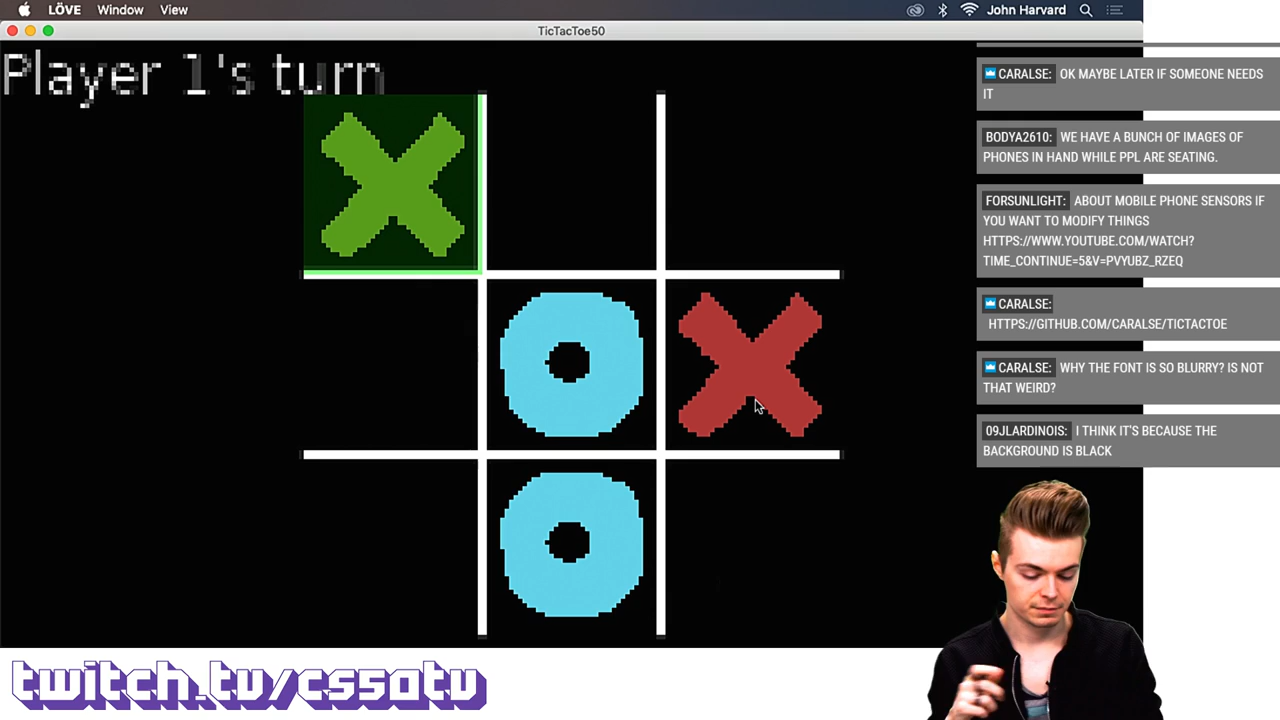 LÖVE Window View John Harvard
TicTacToe50
Player 1's turn
CARALSE: OK MAYBE LATER IF SOMEONE NEEDS
IT
BODYA2610: WE HAVE A BUNCH OF IMAGES OF
PHONES IN HAND WHILE PPL ARE SEATING.
FORSUNLIGHT: ABOUT MOBILE PHONE SENSORS IF
YOU WANT TO MODIFY THINGS
HTTPS://WWW.YOUTUBE.COM/WATCH?
TIME_CONTINUE=5&V=PVYUBZ_RZEQ
CARALSE:
HTTPS://GITHUB.COM/CARALSE/TICTACTOE
CARALSE: WHY THE FONT IS SO BLURRY? IS NOT
THAT WEIRD?
09JLARDINOIS: I THINK IT'S BECAUSE THE
BACKGROUND IS BLACK
twitch.tv/cs50tv